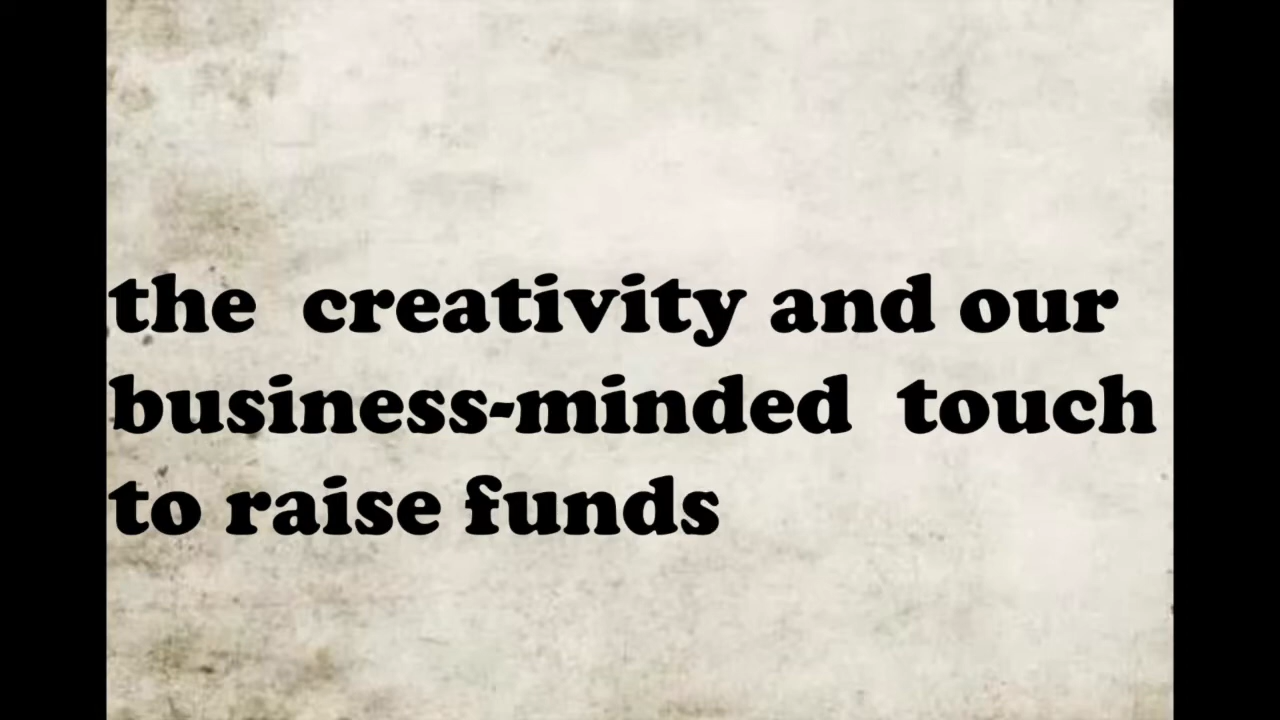 the  creativity and our
business-minded  touch
to raise funds